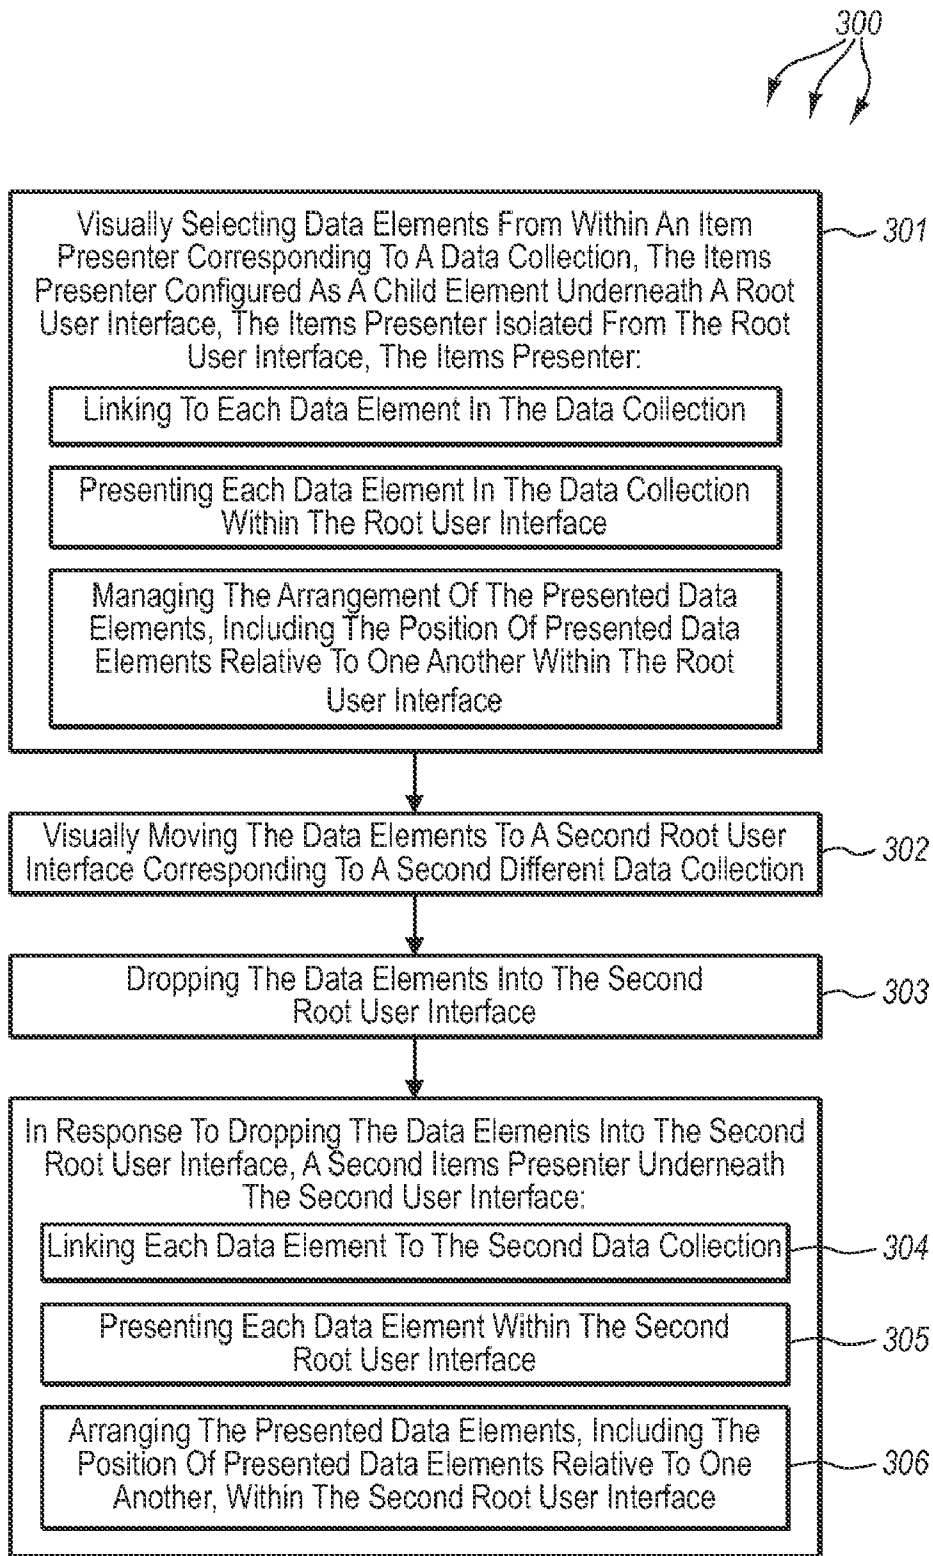 300
Visually Selecting Data Elements From Within An Item
Presenter Corresponding To A Data Collection, The Items
Presenter Configured As A Child Element Underneath A Root
User Interface, The Items Presenter Isolated From The Root
User Interface, The Items Presenter:
301
Linking To Each Data Element In The Data Collection
Presenting Each Data Element In The Data Collection
Within The Root User Interface
Managing The Arrangement Of The Presented Data
Elements, Including The Position Of Presented Data
Elements Relative To One Another Within The Root
User Interface
Visually Moving The Data Elements To A Second Root User
Interface Corresponding To A Second Different Data Collection
302
Dropping The Data Elements Into The Second
Root User Interface
303
In Response To Dropping The Data Elements Into The Second
Root User Interface, A Second Items Presenter Underneath
The Second User Interface:
Linking Each Data Element To The Second Data Collection
304
Presenting Each Data Element Within The Second
Root User Interface
305
Arranging The Presented Data Elements, Including The
Position Of Presented Data Elements Relative To One
Another, Within The Second Root User Interface
306